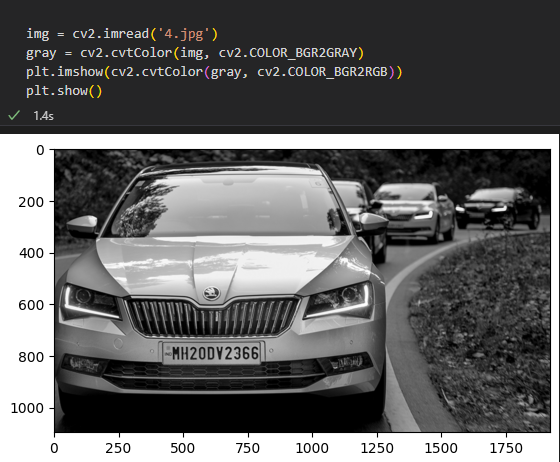 img = cv2.imread('4.jpg')
gray = cv2.cvtColor(img, cv2.COLOR_BGR2GRAY)
plt.imshow(cv2.cvtColor(gray, cv2.COLOR_BGR2RGB))
plt.show()
✓ 1.4s
0
200
400
600
800
1000
MH20DV2366
0 250 500 750 1000 1250 1500 1750